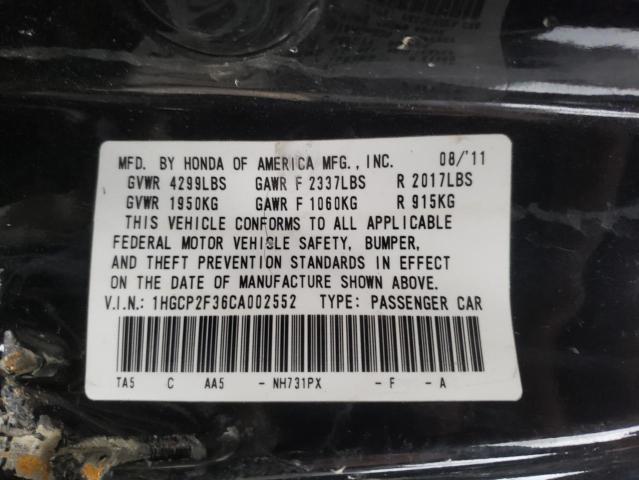 MFD. BY HONDA OF AMERICA MFG., INC. 08/'11
GVWR 4299LBS GAWR F 2337LBS R 2017LBS
GVWR 1950KG GAWR F 1060KG R 915KG
THIS VEHICLE CONFORMS TO ALL APPLICABLE
FEDERAL MOTOR VEHICLE SAFETY, BUMPER,
AND THEFT PREVENTION STANDARDS IN EFFECT
ON THE DATE OF MANUFACTURE SHOWN ABOVE.
V.I.N.: 1HGCP2F36CA002552 TYPE: PASSENGER CAR
TA5 C AA5 - NH731PX - F - A